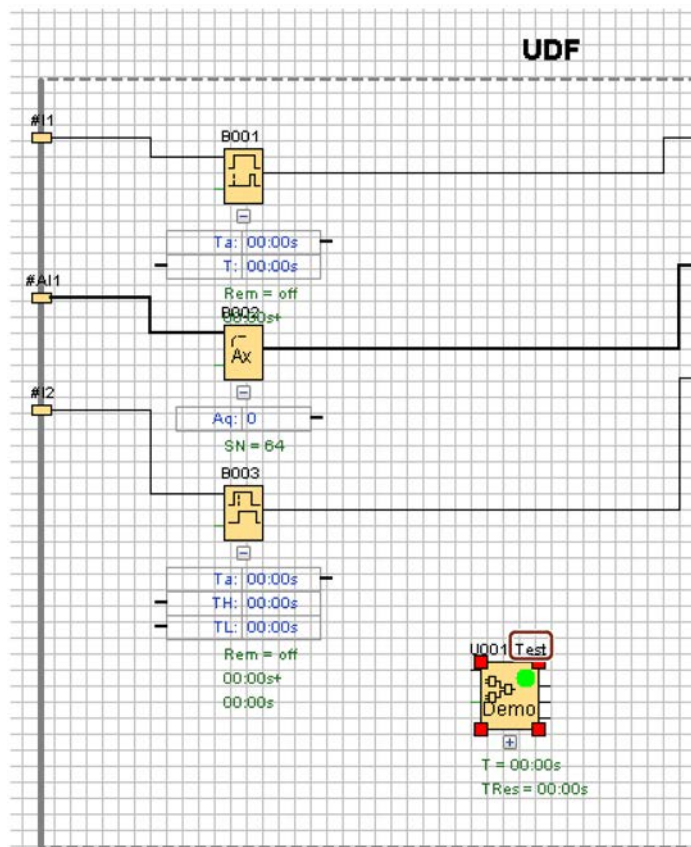 UDF
#I1
B001
Ta: 00:00s
T: 00:00s
#AI1
Rem = off
00:00s+
B002
Ax
#I2
Aq: 0
SN = 64
B003
Ta: 00:00s
TH: 00:00s
TL: 00:00s
Rem = off
00:00s+
00:00s
U001 Test
Demo
T = 00:00s
TRes = 00:00s